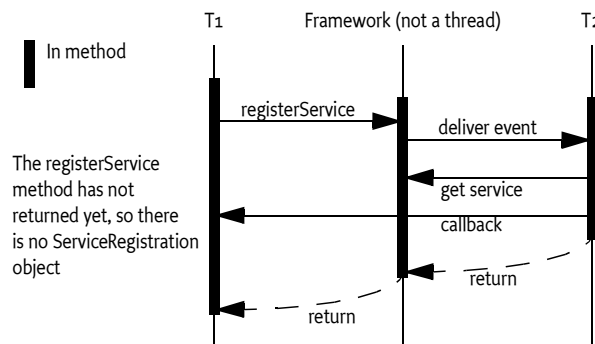 T1 Framework (not a thread) T2
In method
registerService
deliver event
The registerService
method has not
returned yet, so there
is no ServiceRegistration
object
get service
callback
return
return